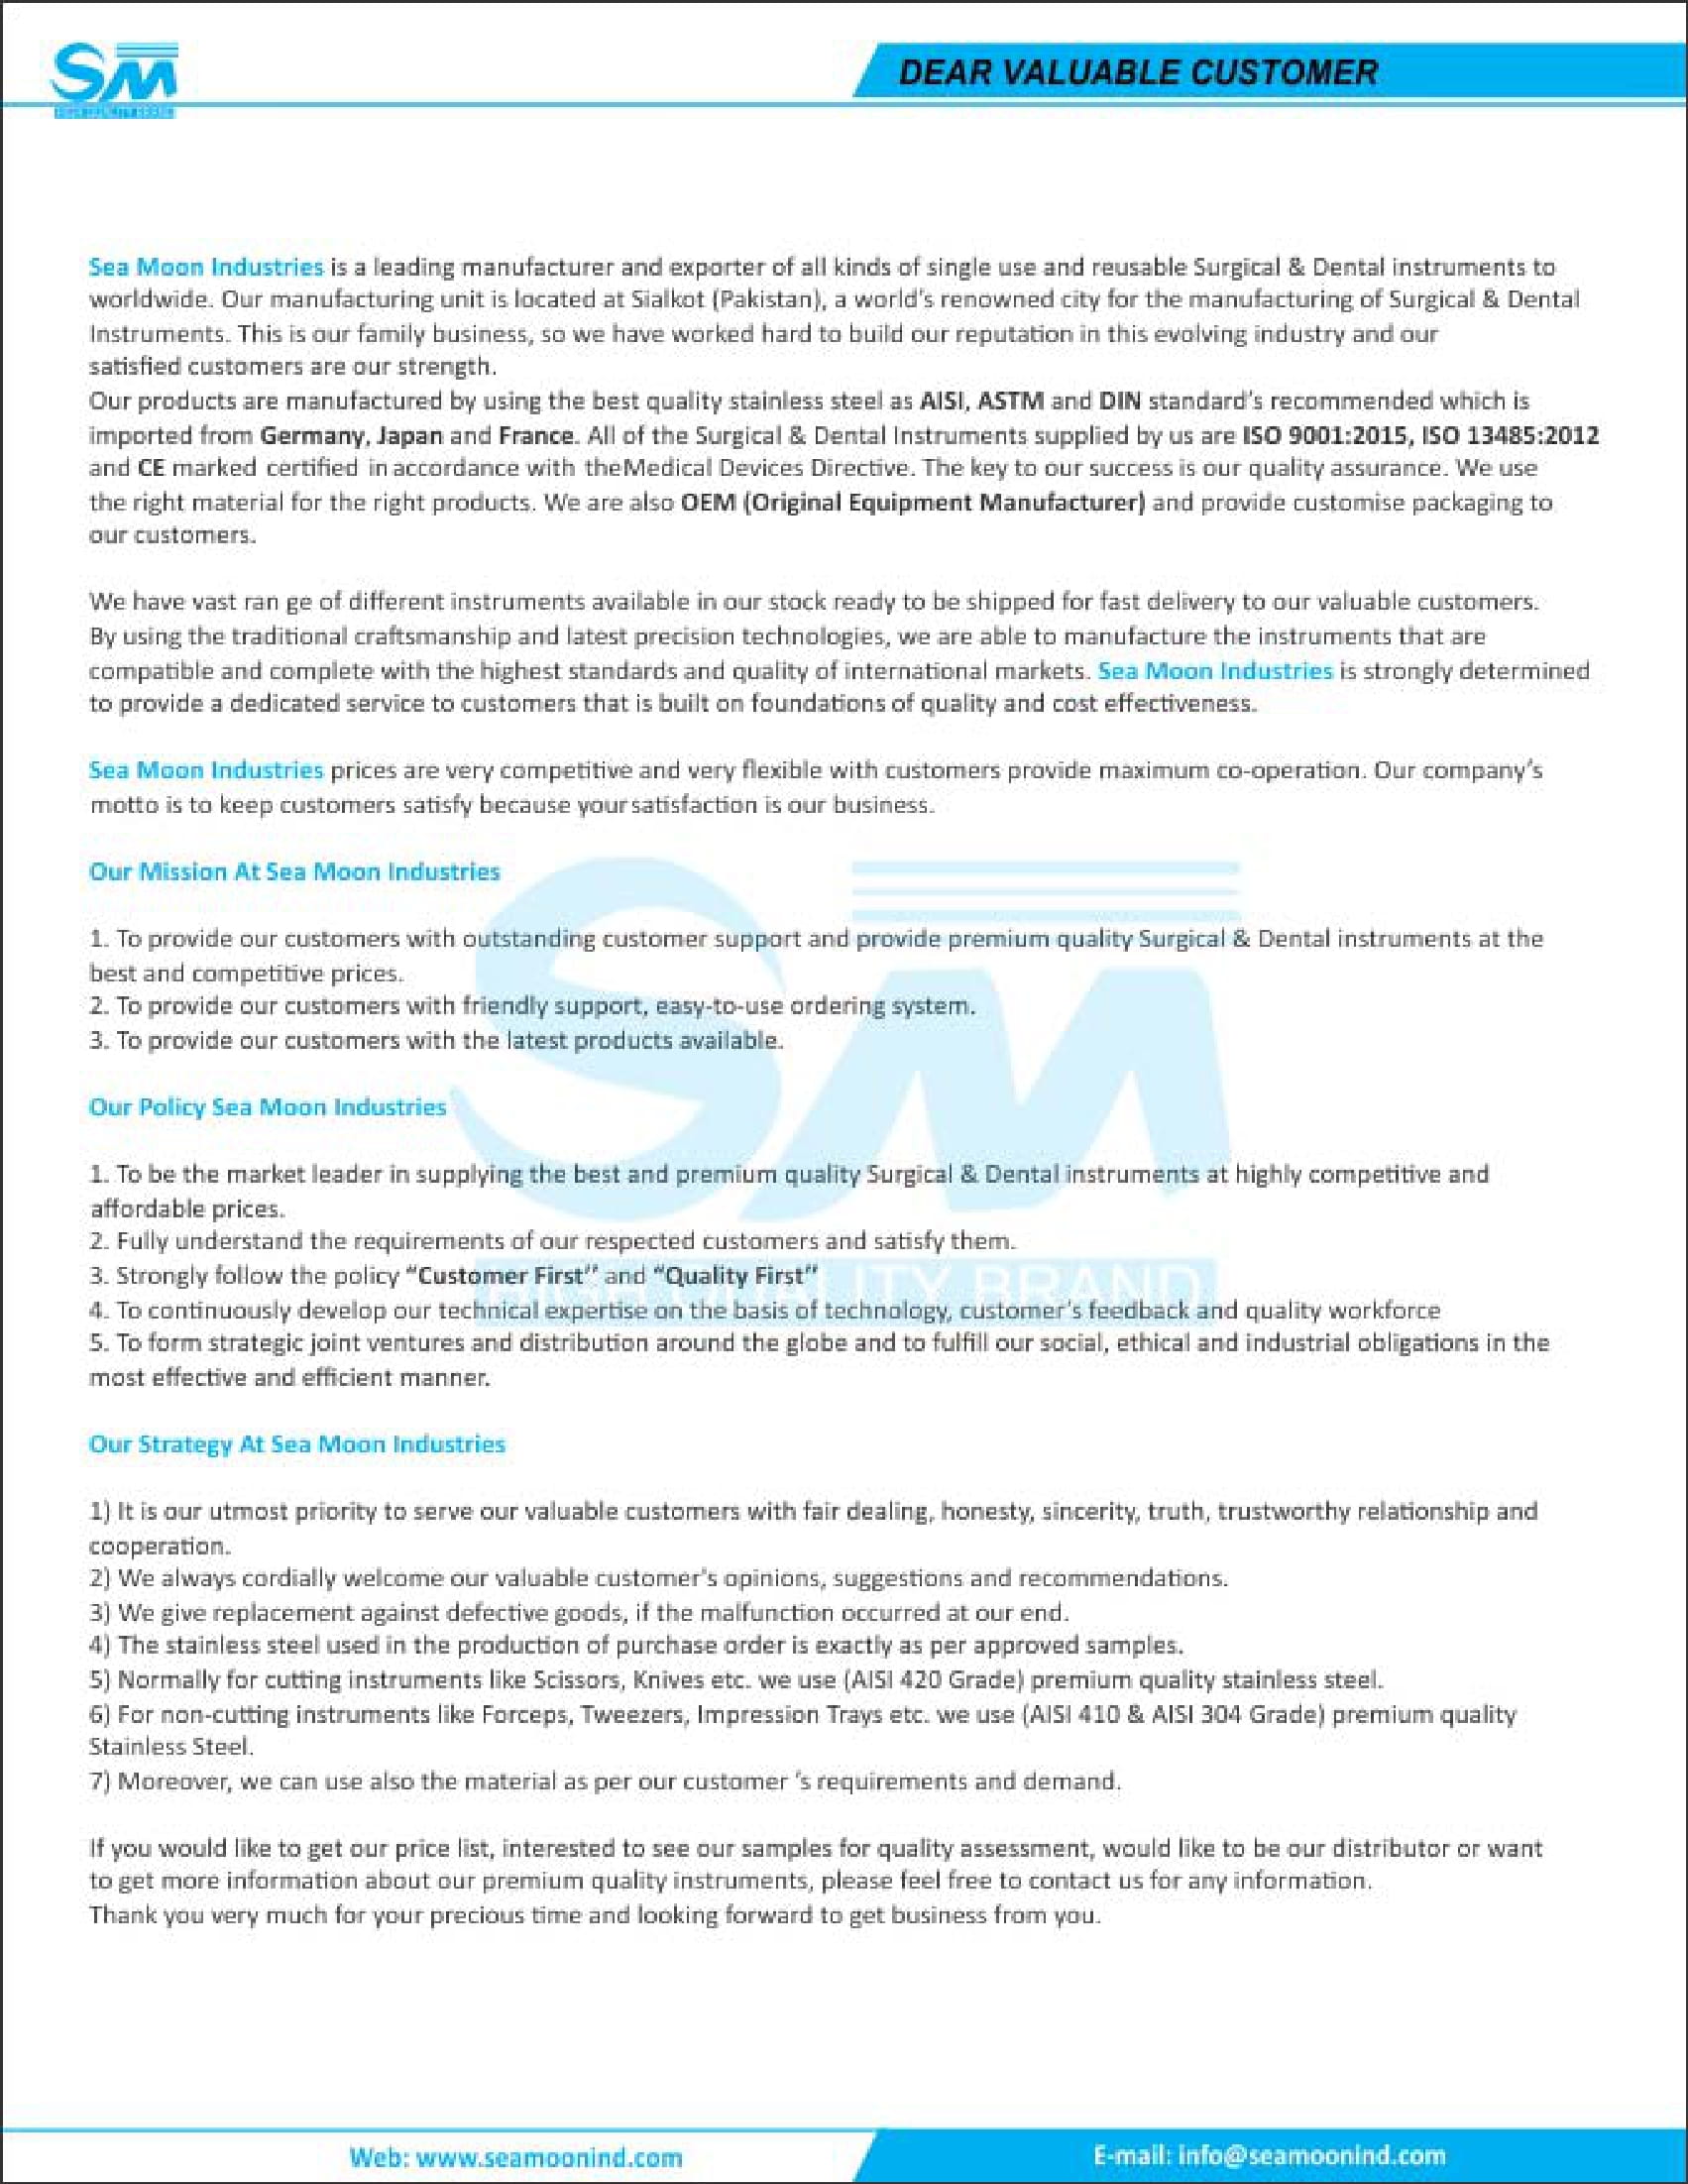 SM
DEAR VALUABLE CUSTOMER
Sea Moon Industries is a leading manufacturer and exporter of all kinds of single use and reusable Surgical & Dental instruments to
worldwide. Our manufacturing unit is located at Sialkot (Pakistan), a world's renowned city for the manufacturing of Surgical & Dental
Instruments. This is our family business, so we have worked hard to build our reputation in this evolving industry and our
satisfied customers are our strength.
Our products are manufactured by using the best quality stainless steel as AISI, ASTM and DIN standard's recommended which is
imported from Germany, Japan and France. All of the Surgical & Dental Instruments supplied by us are ISO 9001:2015, ISO 13485:2012
and CE marked certified in accordance with theMedical Devices Directive. The key to our success is our quality assurance. We use
the right material for the right products. We are also OEM (Original Equipment Manufacturer) and provide customise packaging to
our customers.
We have vast ran ge of different instruments available in our stock ready to be shipped for fast delivery to our valuable customers.
By using the traditional craftsmanship and latest precision technologies, we are able to manufacture the instruments that are
compatible and complete with the highest standards and quality of international markets. Sea Moon Industries is strongly determined
to provide a dedicated service to customers that is built on foundations of quality and cost effectiveness.
Sea Moon Industries prices are very competitive and very flexible with customers provide maximum co-operation. Our company's
motto is to keep customers satisfy because your satisfaction is our business.
Our Mission At Sea Moon Industries
1. To provide our customers with outstanding customer support and provide premium quality Surgical & Dental instruments at the
best and competitive prices.
2. To provide our customers with friendly support, easy-to-use ordering system.
3. To provide our customers with the latest products available.
SM
Our Policy Sea Moon Industries
1. To be the market leader in supplying the best and premium quality Surgical & Dental instruments at highly competitive and
affordable prices.
2. Fully understand the requirements of our respected customers and satisfy them.
3. Strongly follow the policy "Customer First" and "Quality First"
HIGH QUALITY BRAND
4. To continuously develop our technical expertise on the basis of technology, customer's feedback and quality workforce
5. To form strategic joint ventures and distribution around the globe and to fulfill our social, ethical and industrial obligations in the
most effective and efficient manner.
Our Strategy At Sea Moon Industries
1) It is our utmost priority to serve our valuable customers with fair dealing, honesty, sincerity, truth, trustworthy relationship and
cooperation.
2) We always cordially welcome our valuable customer's opinions, suggestions and recommendations.
3) We give replacement against defective goods, if the malfunction occurred at our end.
4) The stainless steel used in the production of purchase order is exactly as per approved samples.
5) Normally for cutting instruments like Scissors, Knives etc. we use (AISI 420 Grade) premium quality stainless steel.
6) For non-cutting instruments like Forceps, Tweezers, Impression Trays etc. we use (AISI 410 & AISI 304 Grade) premium quality
Stainless Steel.
7) Moreover, we can use also the material as per our customer 's requirements and demand.
If you would like to get our price list, interested to see our samples for quality assessment, would like to be our distributor or want
to get more information about our premium quality instruments, please feel free to contact us for any information.
Thank you very much for your precious time and looking forward to get business from you.
Web: www.seamoonind.com
E-mail: info@seamoonind.com